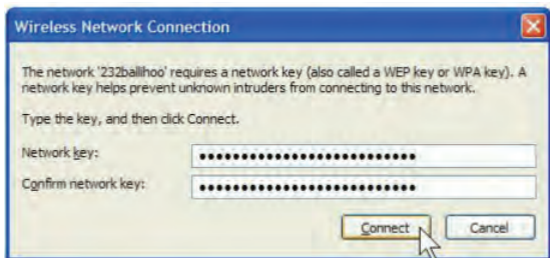 Wireless Network Connection
The network '232ballihoo' requires a network key (also called a WEP key or WPA key). A
network key helps prevent unknown intruders from connecting to this network.
Type the key, and then click Connect.
Network key:
••••••••••••••••••••••••••
Confirm network key:
••••••••••••••••••••••••••
Connect
Cancel